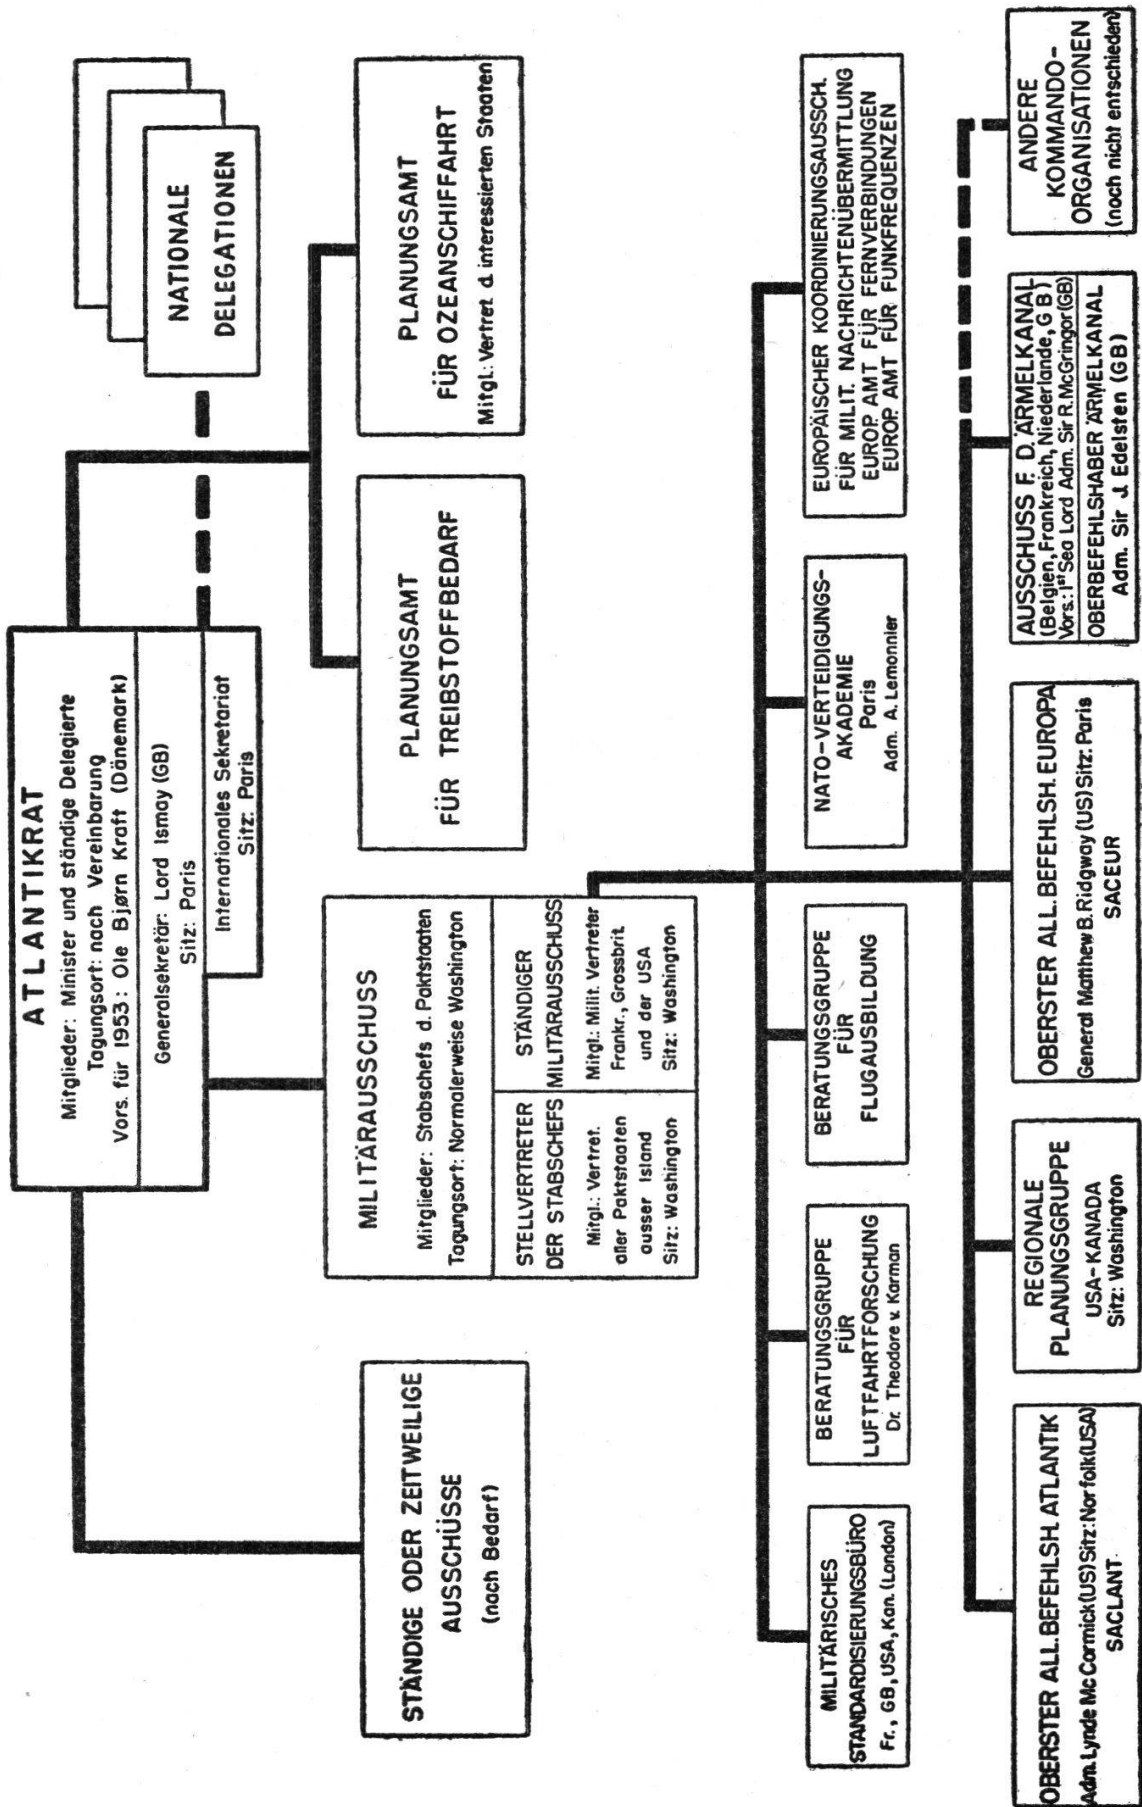 ATLANTIKRAT
Mitglieder: Minister und ständige Delegierte
Tagungsort: nach Vereinbarung
Vors. für 1953: Ole Bjørn Kraft (Dänemark)
Generalsekretär: Lord Ismay (GB)
Sitz: Paris
Internationales Sekretariat
Sitz: Paris
NATIONALE
DELEGATIONEN
STÄNDIGE ODER ZEITWEILIGE
AUSSCHÜSSE
(nach Bedarf)
MILITÄRAUSSCHUSS
Mitglieder: Stabschefs d. Paktstaaten
Tagungsort: Normalerweise Washington
STELLVERTRETER
DER STABSCHEFS
Mitgl.: Vertret.
aller Paktstaaten
ausser Island
Sitz: Washington
STÄNDIGER
MILITÄRAUSSCHUSS
Mitgl.: Milit. Vertreter
Frankr., Grossbrit.
und der USA
Sitz: Washington
PLANUNGSAMT
FÜR TREIBSTOFFBEDARF
PLANUNGSAMT
FÜR OZEANSCHIFFAHRT
Mitgl.: Vertret d. interessierten Staaten
MILITÄRISCHES
STANDARDISIERUNGSBÜRO
Fr., GB, USA, Kan. (London)
BERATUNGSGRUPPE
FÜR
LUFTFAHRTFORSCHUNG
Dr. Theodore v. Karman
BERATUNGSGRUPPE
FÜR
FLUGAUSBILDUNG
NATO-VERTEIDIGUNGS-
AKADEMIE
Paris
Adm. A. Lemonnier
EUROPÄISCHER KOORDINIERUNGSAUSSCH.
FÜR MILIT. NACHRICHTENÜBERMITTLUNG
EUROP. AMT FÜR FERNVERBINDUNGEN
EUROP. AMT FÜR FUNKFREQUENZEN
OBERSTER ALL. BEFEHLSH. ATLANTIK
Adm. Lynde Mc Cormick (US) Sitz: Norfolk (USA)
SACLANT
REGIONALE
PLANUNGSGRUPPE
USA-KANADA
Sitz: Washington
OBERSTER ALL. BEFEHLSH. EUROPA
General Matthew B. Ridgway (US) Sitz: Paris
SACEUR
AUSSCHUSS F. D. ÄRMELKANAL
(Belgien, Frankreich, Niederlande, GB)
Vors.: 1st Sea Lord Adm. Sir R. McGringor (GB)
OBERBEFEHLSHABER ÄRMELKANAL
Adm. Sir J. Edelsten (GB)
ANDERE
KOMMANDO-
ORGANISATIONEN
(noch nicht entschieden)